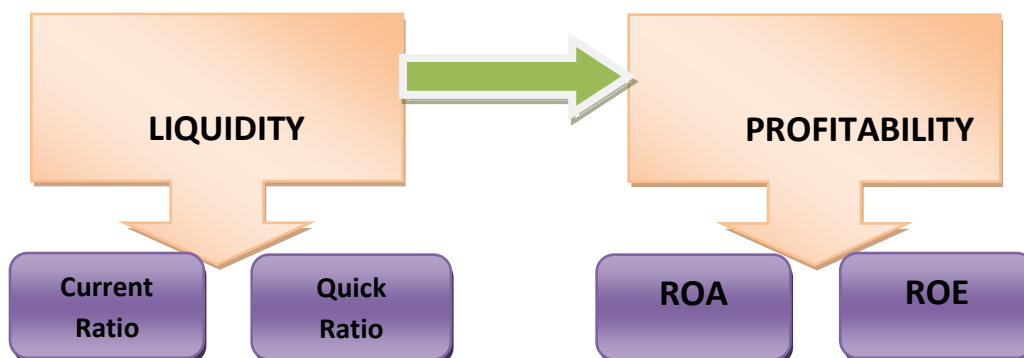 LIQUIDITY
PROFITABILITY
Current
Ratio
Quick
Ratio
ROA
ROE